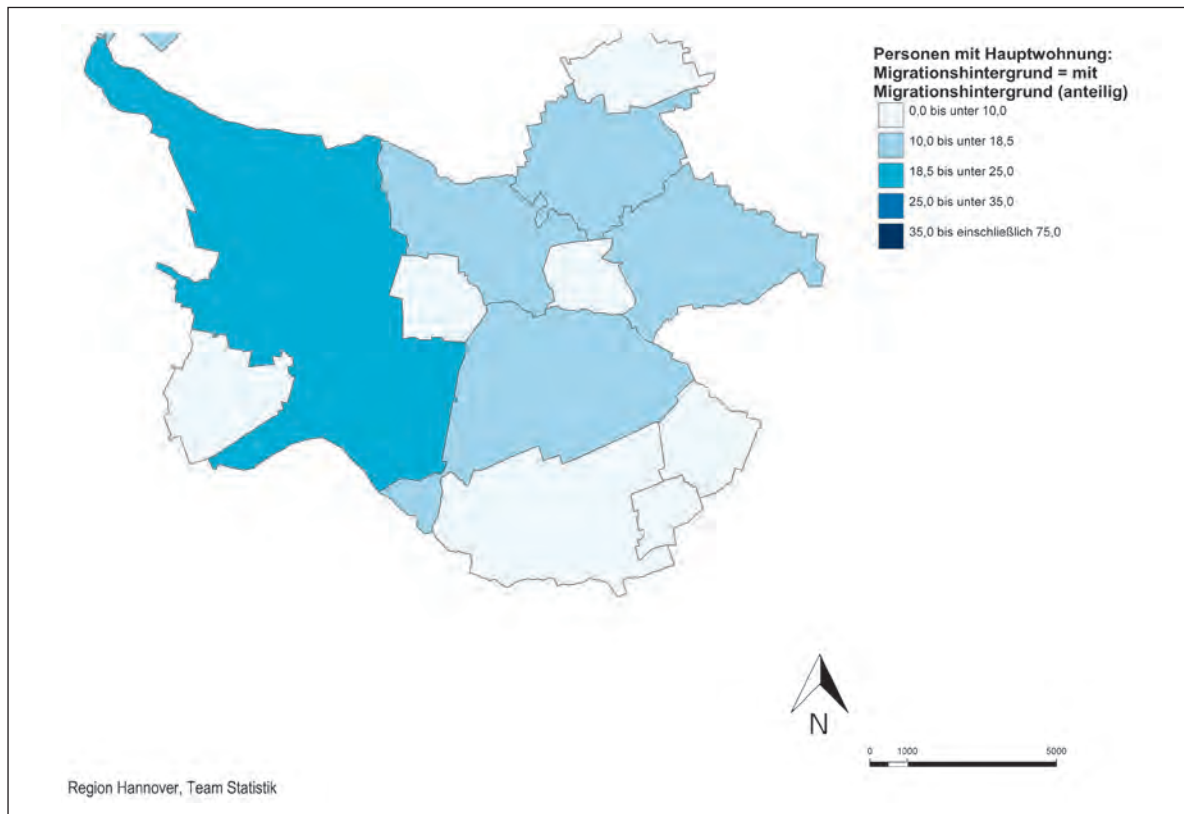 Personen mit Hauptwohnung:
Migrationshintergrund = mit
Migrationshintergrund (anteilig)
0,0 bis unter 10,0
10,0 bis unter 18,5
18,5 bis unter 25,0
25,0 bis unter 35,0
35,0 bis einschließlich 75,0
N
0 1000 5000
Region Hannover, Team Statistik